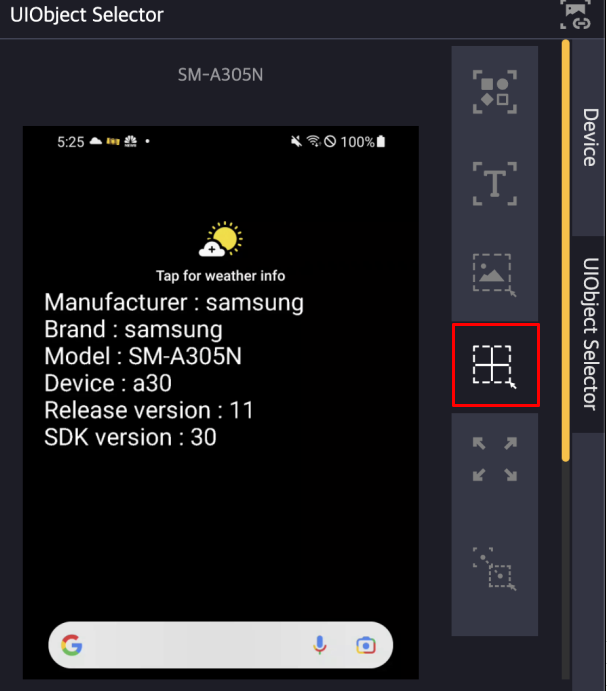 UIObject Selector
SM-A305N
5:25
100%
Tap for weather info
Manufacturer : samsung
Brand : samsung
Model : SM-A305N
Device : a30
Release version : 11
SDK version : 30
Device
UIObject Selector